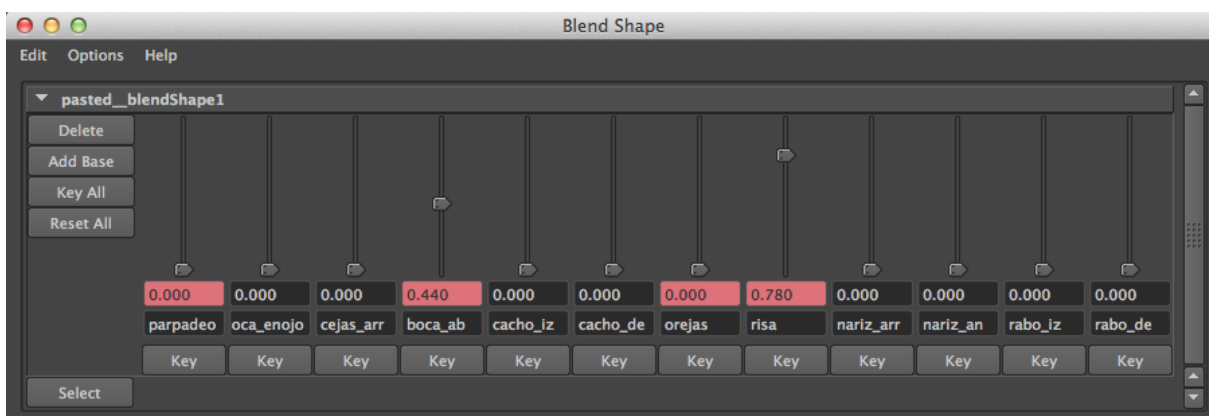 Blend Shape
Edit Options Help
pasted__blendShape1
Delete
Add Base
Key All
Reset All
0.000 0.000 0.000 0.440 0.000 0.000 0.000 0.780 0.000 0.000 0.000 0.000
parpadeo oca_enojo cejas_arr boca_ab cacho_iz cacho_de orejas risa nariz_arr nariz_an rabo_iz rabo_de
Key Key Key Key Key Key Key Key Key Key Key Key
Select